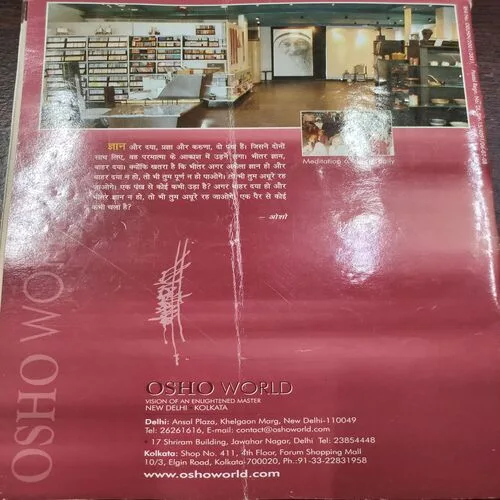 Meditation
ज्ञान और दया, प्रज्ञा और करुणा, दो पंख हैं। जिसने दोनों
साध लिए, वह परमात्मा के आकाश में उड़ने लगा। भीतर ज्ञान,
बाहर दया। क्योंकि खतरा है कि भीतर अगर अकेला ज्ञान हो और
बाहर दया न हो, तो भी तुम पूर्ण न हो पाओगे। तो भी तुम अधूरे रह
जाओगे। एक पंख से कोई कभी उड़ा है? अगर बाहर दया हो और
भीतर ज्ञान न हो, तो भी तुम अधूरे रह जाओगे। एक पैर से कोई
कभी चला है?
- ओशो
OSHO WORLD
OSHO WORLD
VISION OF AN ENLIGHTENED MASTER
NEW DELHI KOLKATA
Delhi: Ansal Plaza, Khelgaon Marg, New Delhi-110049
Tel: 26261616, E-mail: contact@oshoworld.com
17 Shriram Building, Jawahar Nagar, Delhi Tel: 23854448
Kolkata: Shop No. 411, 4th Floor, Forum Shopping Mall
10/3, Elgin Road, Kolkata-700020, Ph.:91-33-22831958
www.oshoworld.com